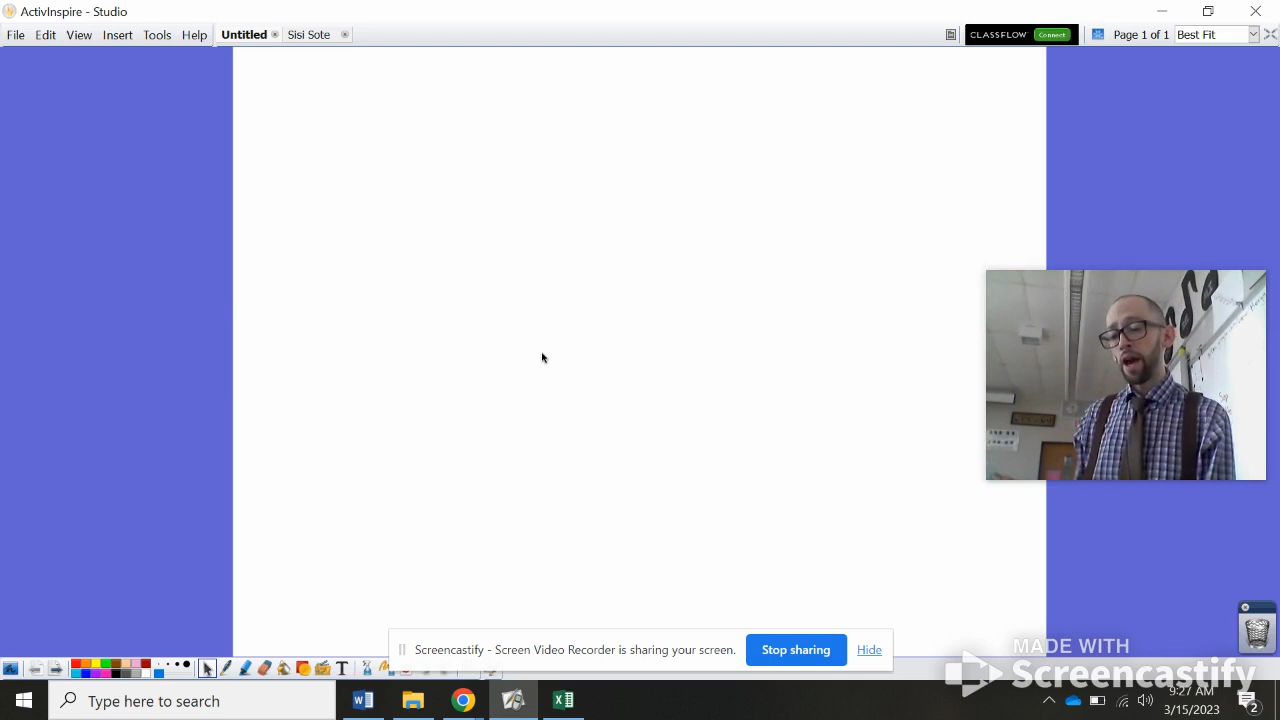 ActivInspire - Studio
File Edit View Insert Tools Help Untitled Sisi Sote CLASSFLOW Connect Page 1 of 1 Best Fit
Screencastify - Screen Video Recorder is sharing your screen. Stop sharing Hide
MADE WITH
Screencastify
Type here to search
9:27 AM
3/15/2023
2